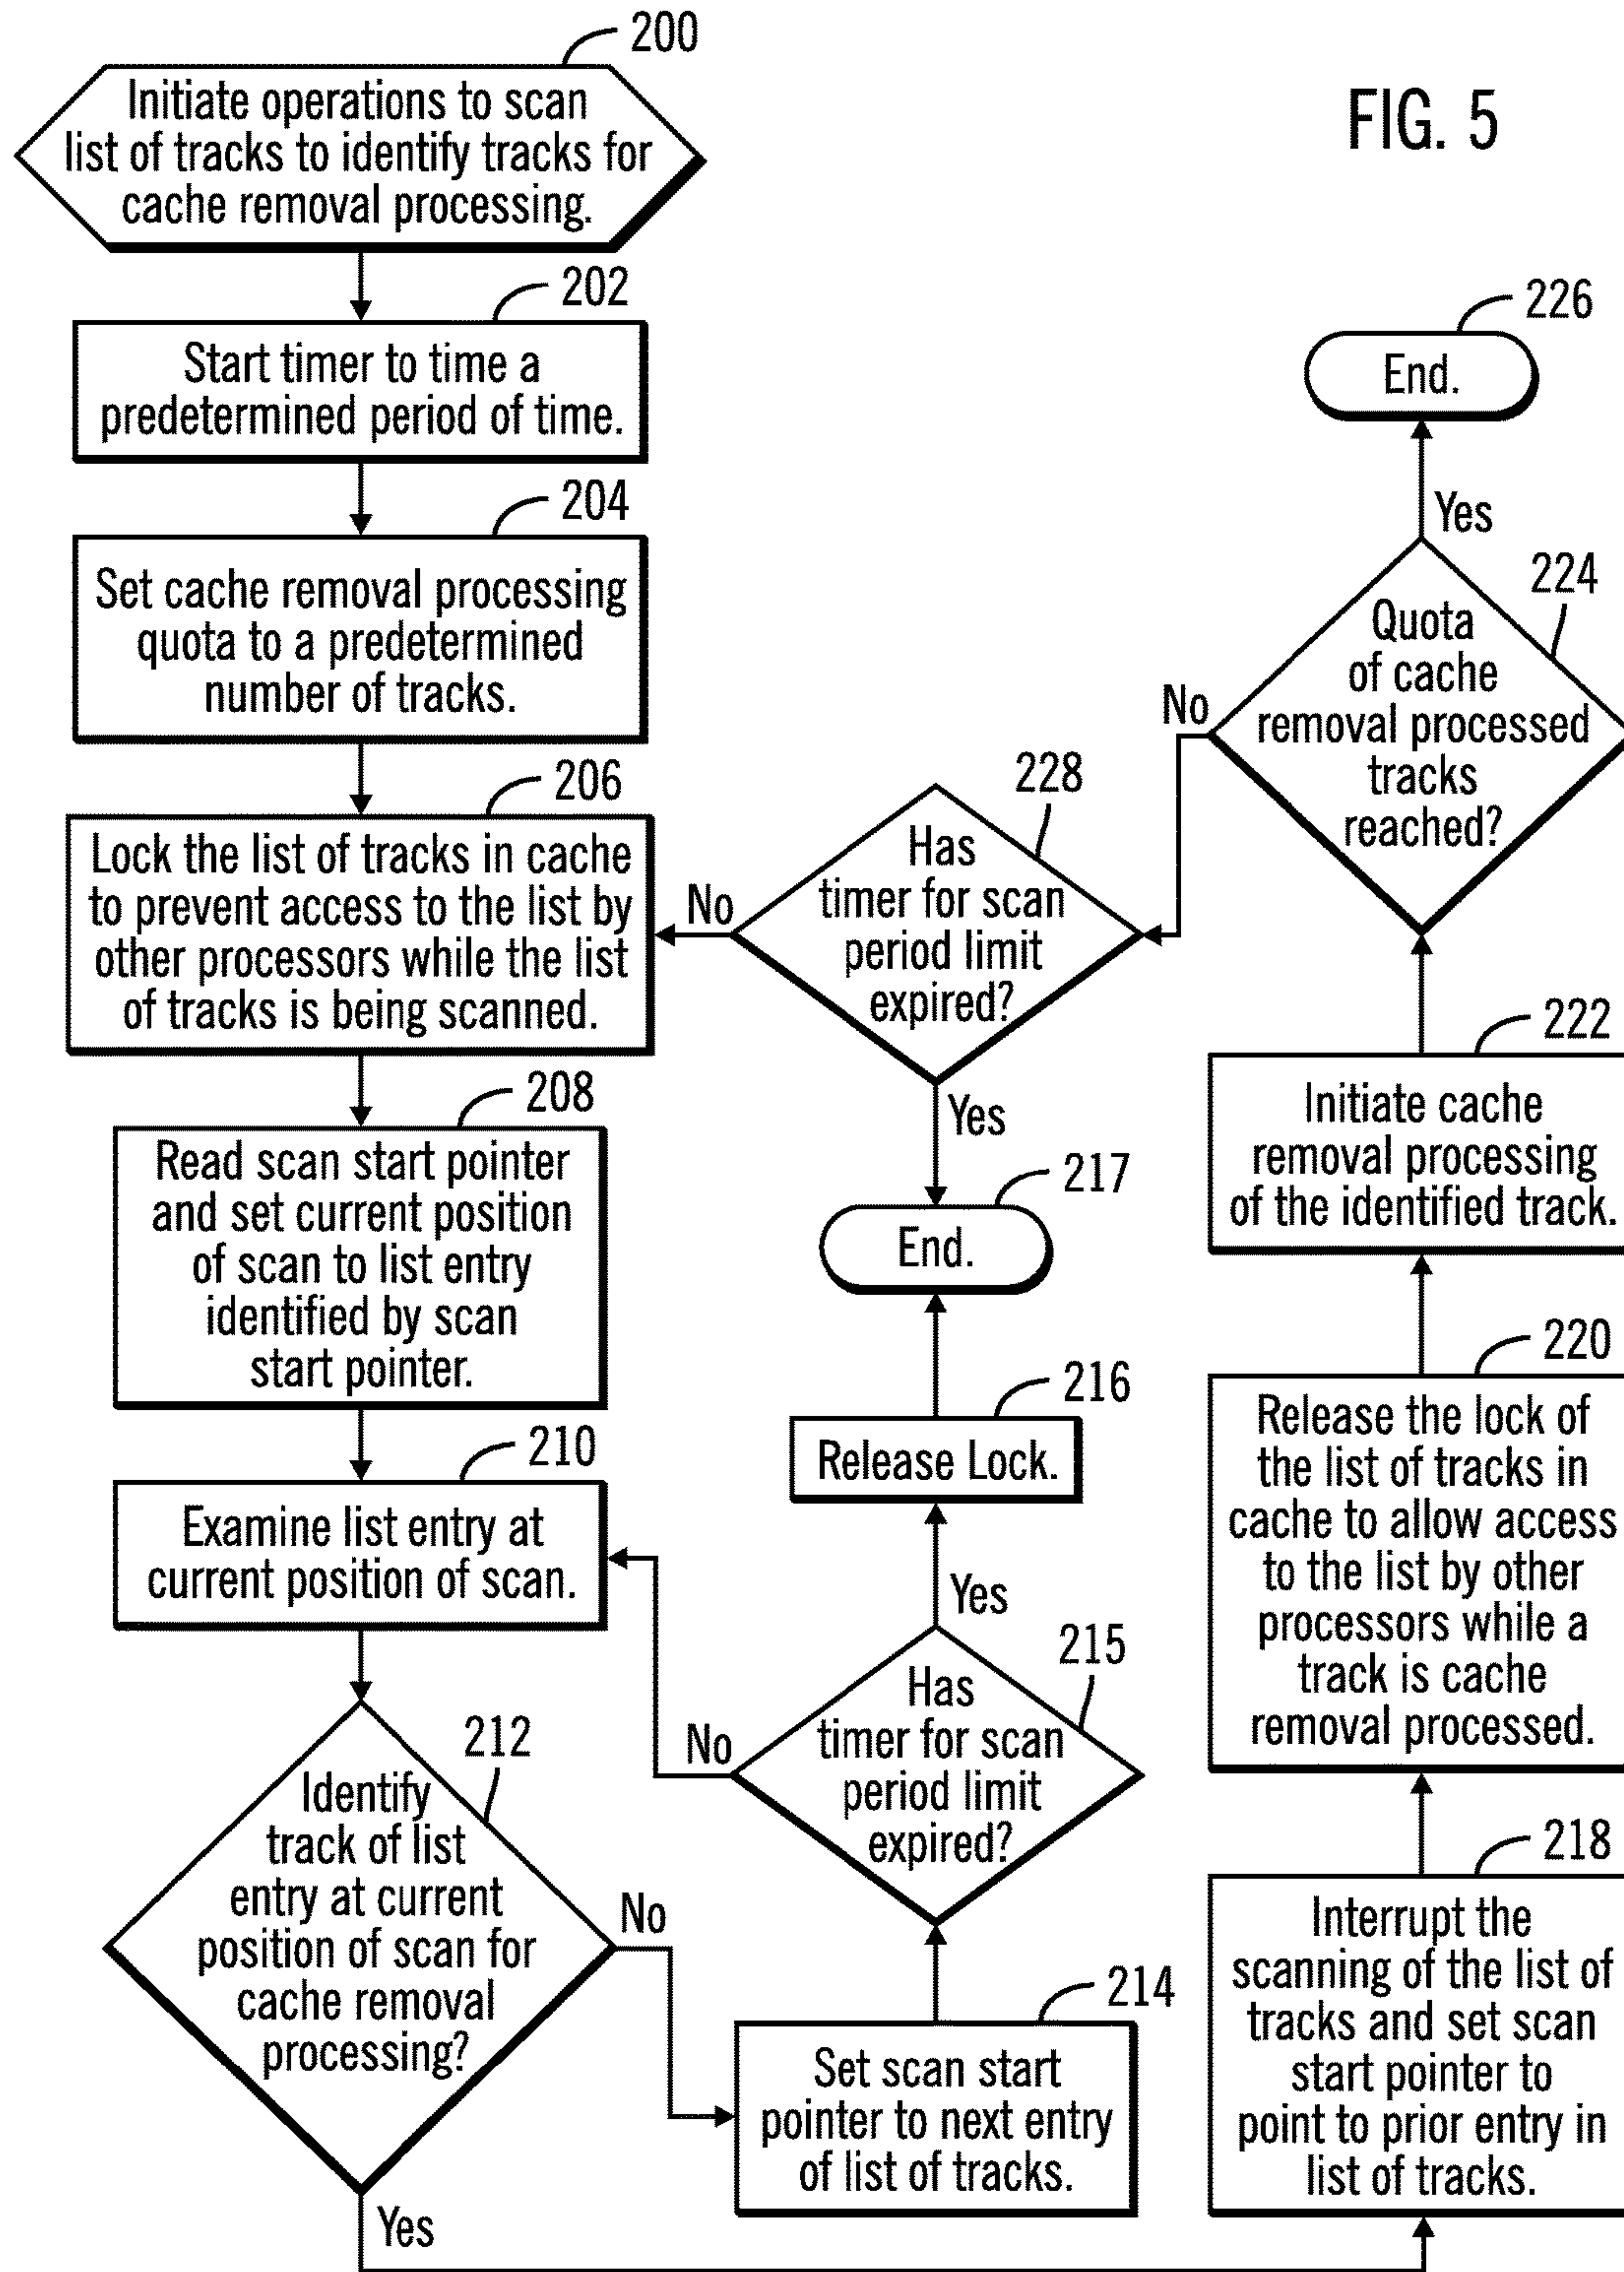 FIG. 5
200
Initiate operations to scan
list of tracks to identify tracks for
cache removal processing.
202
Start timer to time a
predetermined period of time.
204
Set cache removal processing
quota to a predetermined
number of tracks.
206
Lock the list of tracks in cache
to prevent access to the list by
other processors while the list
of tracks is being scanned.
208
Read scan start pointer
and set current position
of scan to list entry
identified by scan
start pointer.
210
Examine list entry at
current position of scan.
212
Identify
track of list
entry at current
position of scan for
cache removal
processing?
No
Yes
214
Set scan start
pointer to next entry
of list of tracks.
215
Has
timer for scan
period limit
expired?
No
Yes
216
Release Lock.
217
End.
218
Interrupt the
scanning of the list of
tracks and set scan
start pointer to
point to prior entry in
list of tracks.
220
Release the lock of
the list of tracks in
cache to allow access
to the list by other
processors while a
track is cache
removal processed.
222
Initiate cache
removal processing
of the identified track.
224
Quota
of cache
removal processed
tracks
reached?
No
Yes
226
End.
228
Has
timer for scan
period limit
expired?
No
Yes